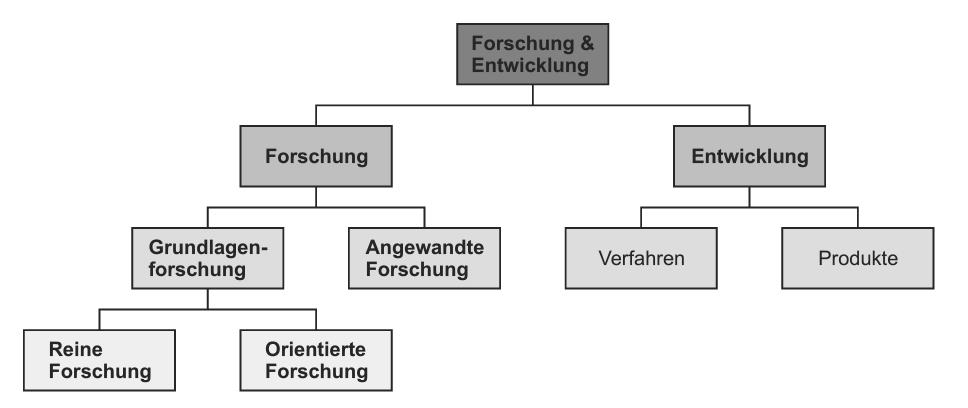 Forschung &
Entwicklung
Forschung
Entwicklung
Grundlagen-
forschung
Angewandte
Forschung
Verfahren
Produkte
Reine
Forschung
Orientierte
Forschung